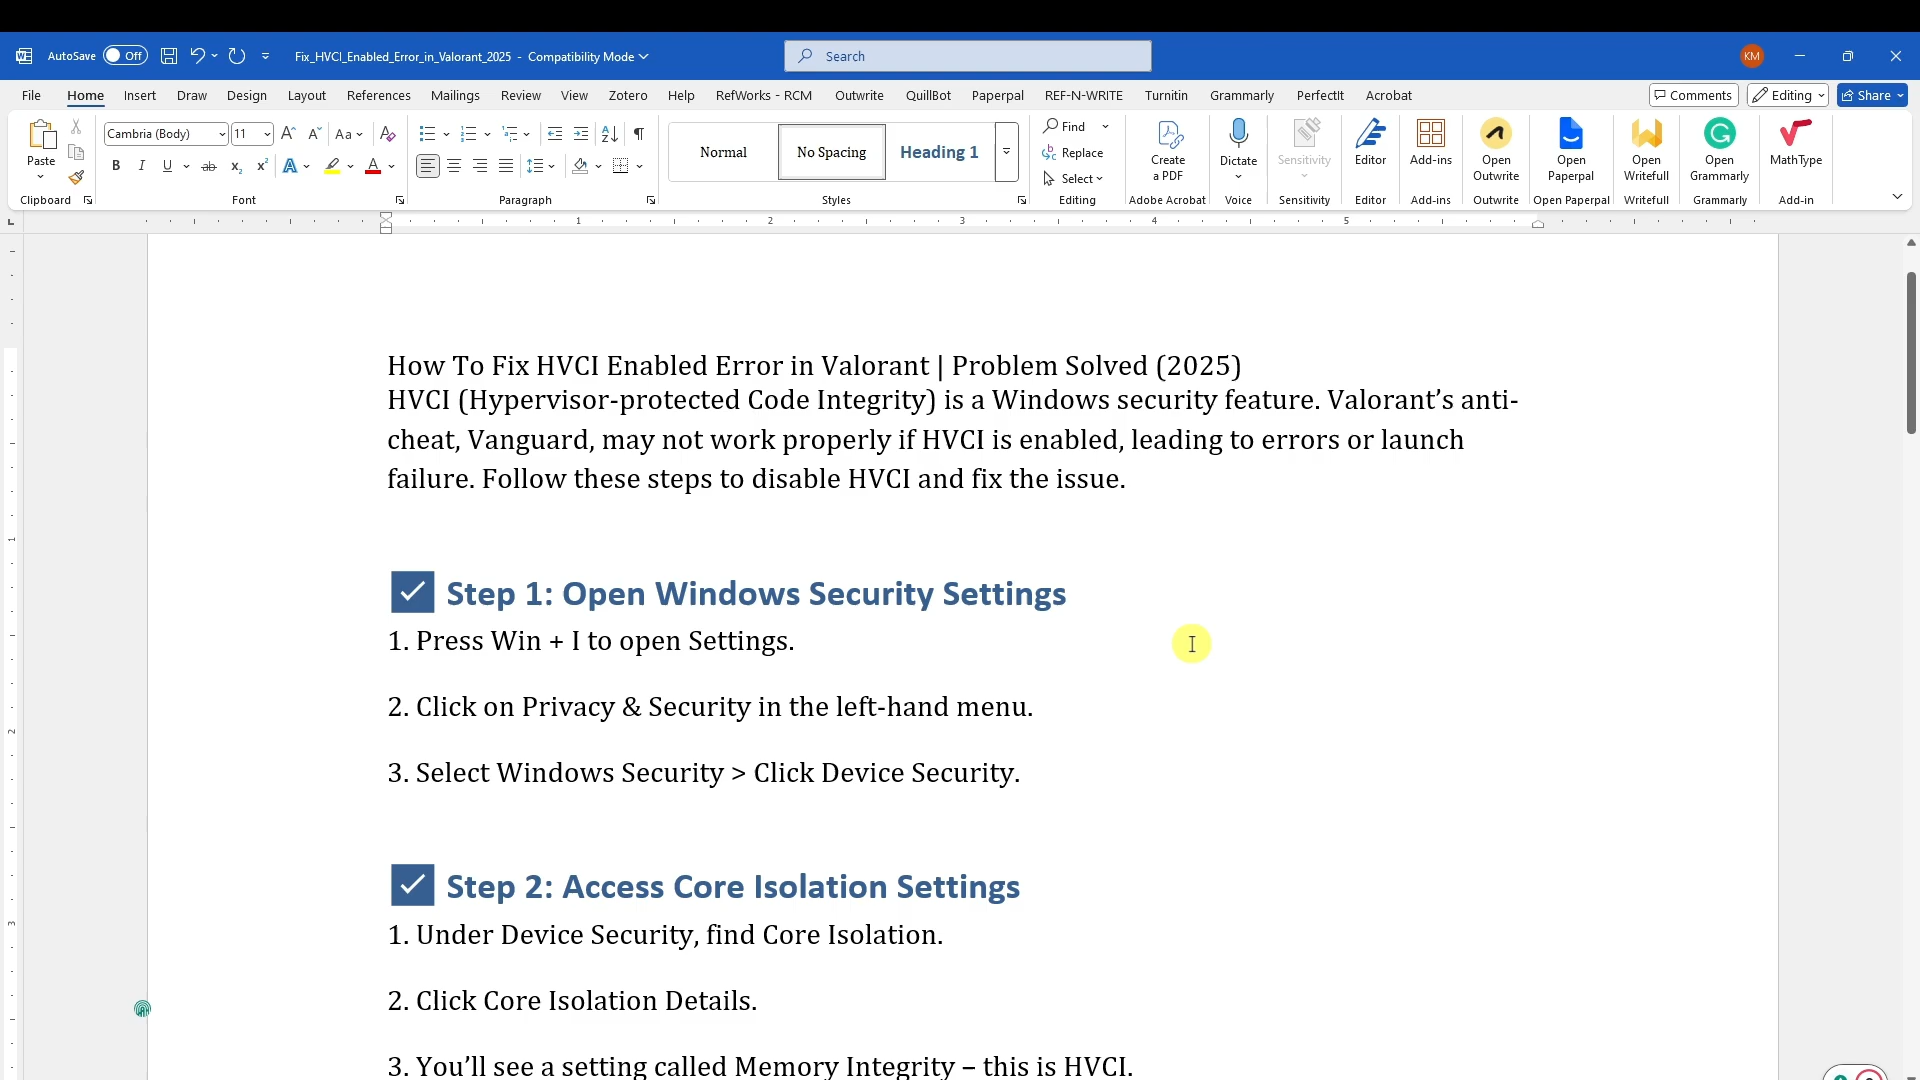 AutoSave Off Fix_HVCI_Enabled_Error_in_Valorant_2025 - Compatibility Mode Search KM
File Home Insert Draw Design Layout References Mailings Review View Zotero Help RefWorks - RCM Outwrite QuillBot Paperpal REF-N-WRITE Turnitin Grammarly PerfectIt Acrobat Comments Editing Share
Paste Cambria (Body) 11 Aa Normal No Spacing Heading 1 Find Replace Select Create a PDF Dictate Sensitivity Editor Add-ins Open Outwrite Open Paperpal Open Writefull Open Grammarly MathType
Clipboard Font Paragraph Styles Editing Adobe Acrobat Voice Sensitivity Editor Add-ins Outwrite Open Paperpal Writefull Grammarly Add-in
1 2 3 4 5
How To Fix HVCI Enabled Error in Valorant | Problem Solved (2025)
HVCI (Hypervisor-protected Code Integrity) is a Windows security feature. Valorant’s anti-
cheat, Vanguard, may not work properly if HVCI is enabled, leading to errors or launch
failure. Follow these steps to disable HVCI and fix the issue.
Step 1: Open Windows Security Settings
1. Press Win + I to open Settings.
2. Click on Privacy & Security in the left-hand menu.
3. Select Windows Security > Click Device Security.
Step 2: Access Core Isolation Settings
1. Under Device Security, find Core Isolation.
2. Click Core Isolation Details.
3. You’ll see a setting called Memory Integrity – this is HVCI.